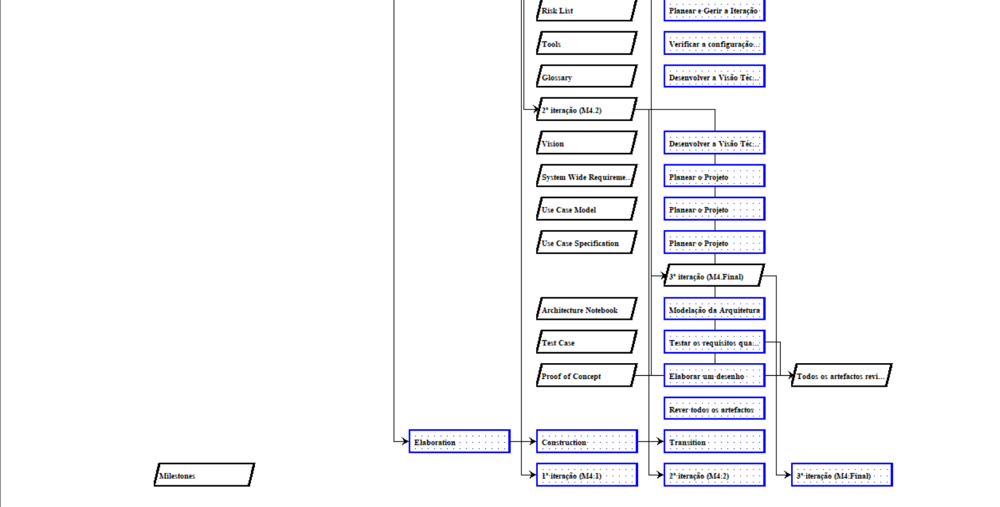 Risk List
Planear e Gerir a Iteração
Tools
Verificar a configuração...
Glossary
Desenvolver a Visão Téc...
2ª iteração (M4.2)
Vision
Desenvolver a Visão Téc...
System Wide Requireme...
Planear o Projeto
Use Case Model
Planear o Projeto
Use Case Specification
Planear o Projeto
3ª iteração (M4.Final)
Architecture Notebook
Modelação da Arquitetura
Test Case
Testar os requisitos qua...
Proof of Concept
Elaborar um desenho
Todos os artefactos revi...
Rever todos os artefactos
Elaboration
Construction
Transition
Milestones
1ª iteração (M4.1)
2ª iteração (M4.2)
3ª iteração (M4.Final)